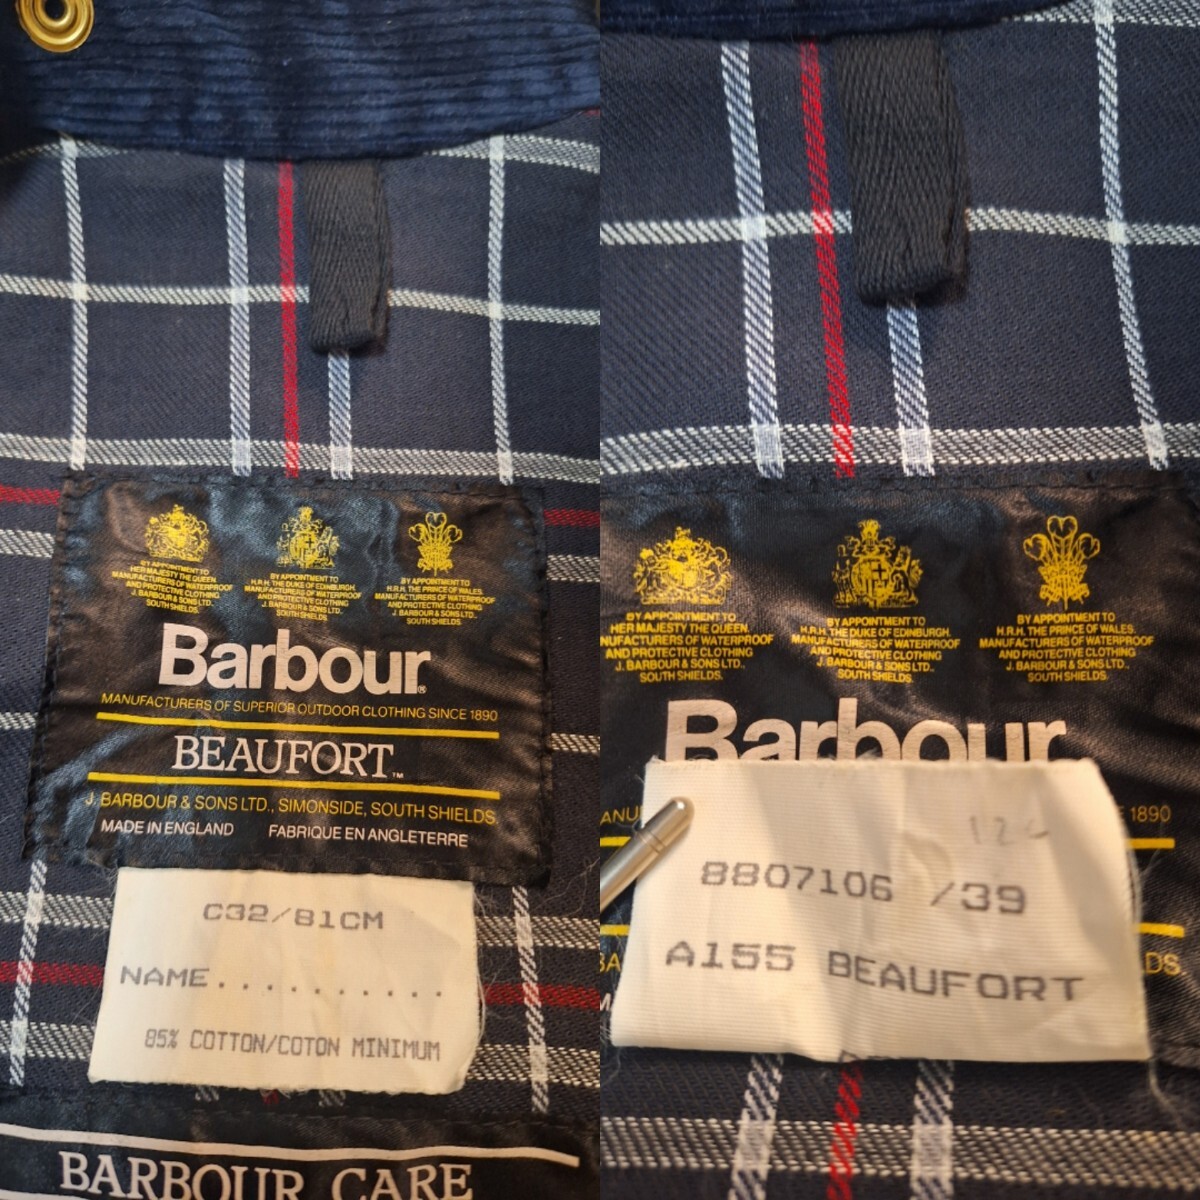 BY APPOINTMENT TO
HER MAJESTY THE QUEEN
MANUFACTURERS OF WATERPROOF
AND PROTECTIVE CLOTHING
J. BARBOUR & SONS LTD.,
SOUTH SHIELDS
BY APPOINTMENT TO
H.R.H. THE DUKE OF EDINBURGH.
MANUFACTURERS OF WATERPROOF
AND PROTECTIVE CLOTHING
J. BARBOUR & SONS LTD.,
SOUTH SHIELDS.
BY APPOINTMENT TO
H.R.H. THE PRINCE OF WALES.
MANUFACTURERS OF WATERPROOF
AND PROTECTIVE CLOTHING
J. BARBOUR & SONS LTD.,
SOUTH SHIELDS.
Barbour®
MANUFACTURERS OF SUPERIOR OUTDOOR CLOTHING SINCE 1890
BEAUFORT™
J. BARBOUR & SONS LTD., SIMONSIDE, SOUTH SHIELDS.
MADE IN ENGLAND FABRIQUE EN ANGLETERRE
C32/81CM
NAME..........
85% COTTON/COTON MINIMUM
BARBOUR CARE
BY APPOINTMENT TO
HER MAJESTY THE QUEEN
NUFACTURERS OF WATERPROOF
AND PROTECTIVE CLOTHING
J. BARBOUR & SONS LTD.,
SOUTH SHIELDS.
BY APPOINTMENT TO
H.R.H. THE DUKE OF EDINBURGH.
MANUFACTURERS OF WATERPROOF
AND PROTECTIVE CLOTHING
J. BARBOUR & SONS LTD.,
SOUTH SHIELDS.
BY APPOINTMENT TO
H.R.H. THE PRINCE OF WALES.
MANUFACTURERS OF WATERPROOF
AND PROTECTIVE CLOTHING
J. BARBOUR & SONS LTD.,
SOUTH SHIELDS.
Barbour
1890
8807106 /39
A155 BEAUFORT